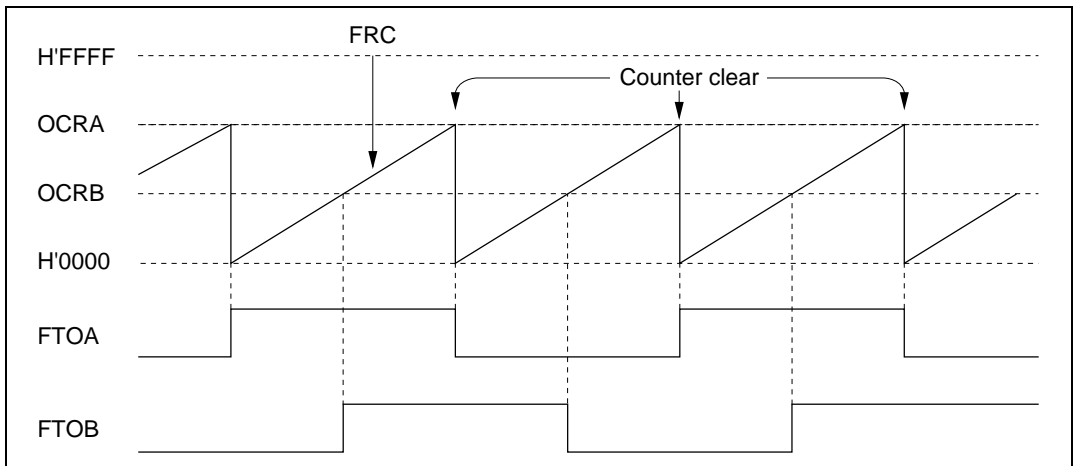 FRC
H'FFFF
Counter clear
OCRA
OCRB
H'0000
FTOA
FTOB